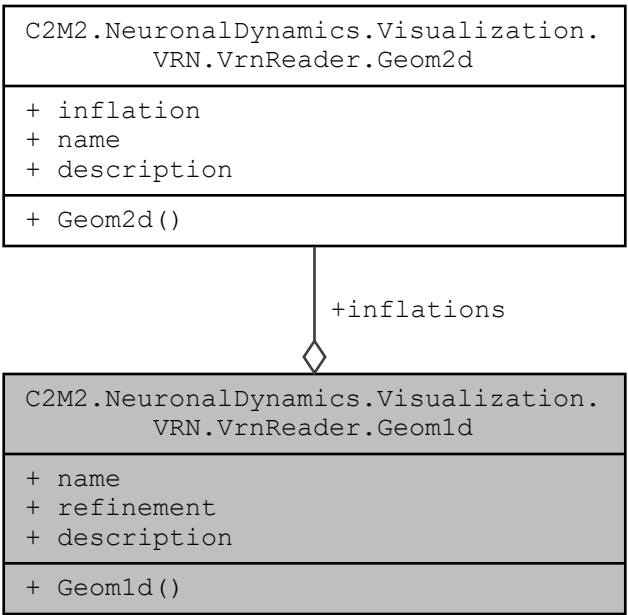 C2M2.NeuronalDynamics.Visualization.
VRN.VrnReader.Geom2d
+ inflation
+ name
+ description
+ Geom2d()
+inflations
C2M2.NeuronalDynamics.Visualization.
VRN.VrnReader.Geom1d
+ name
+ refinement
+ description
+ Geom1d()